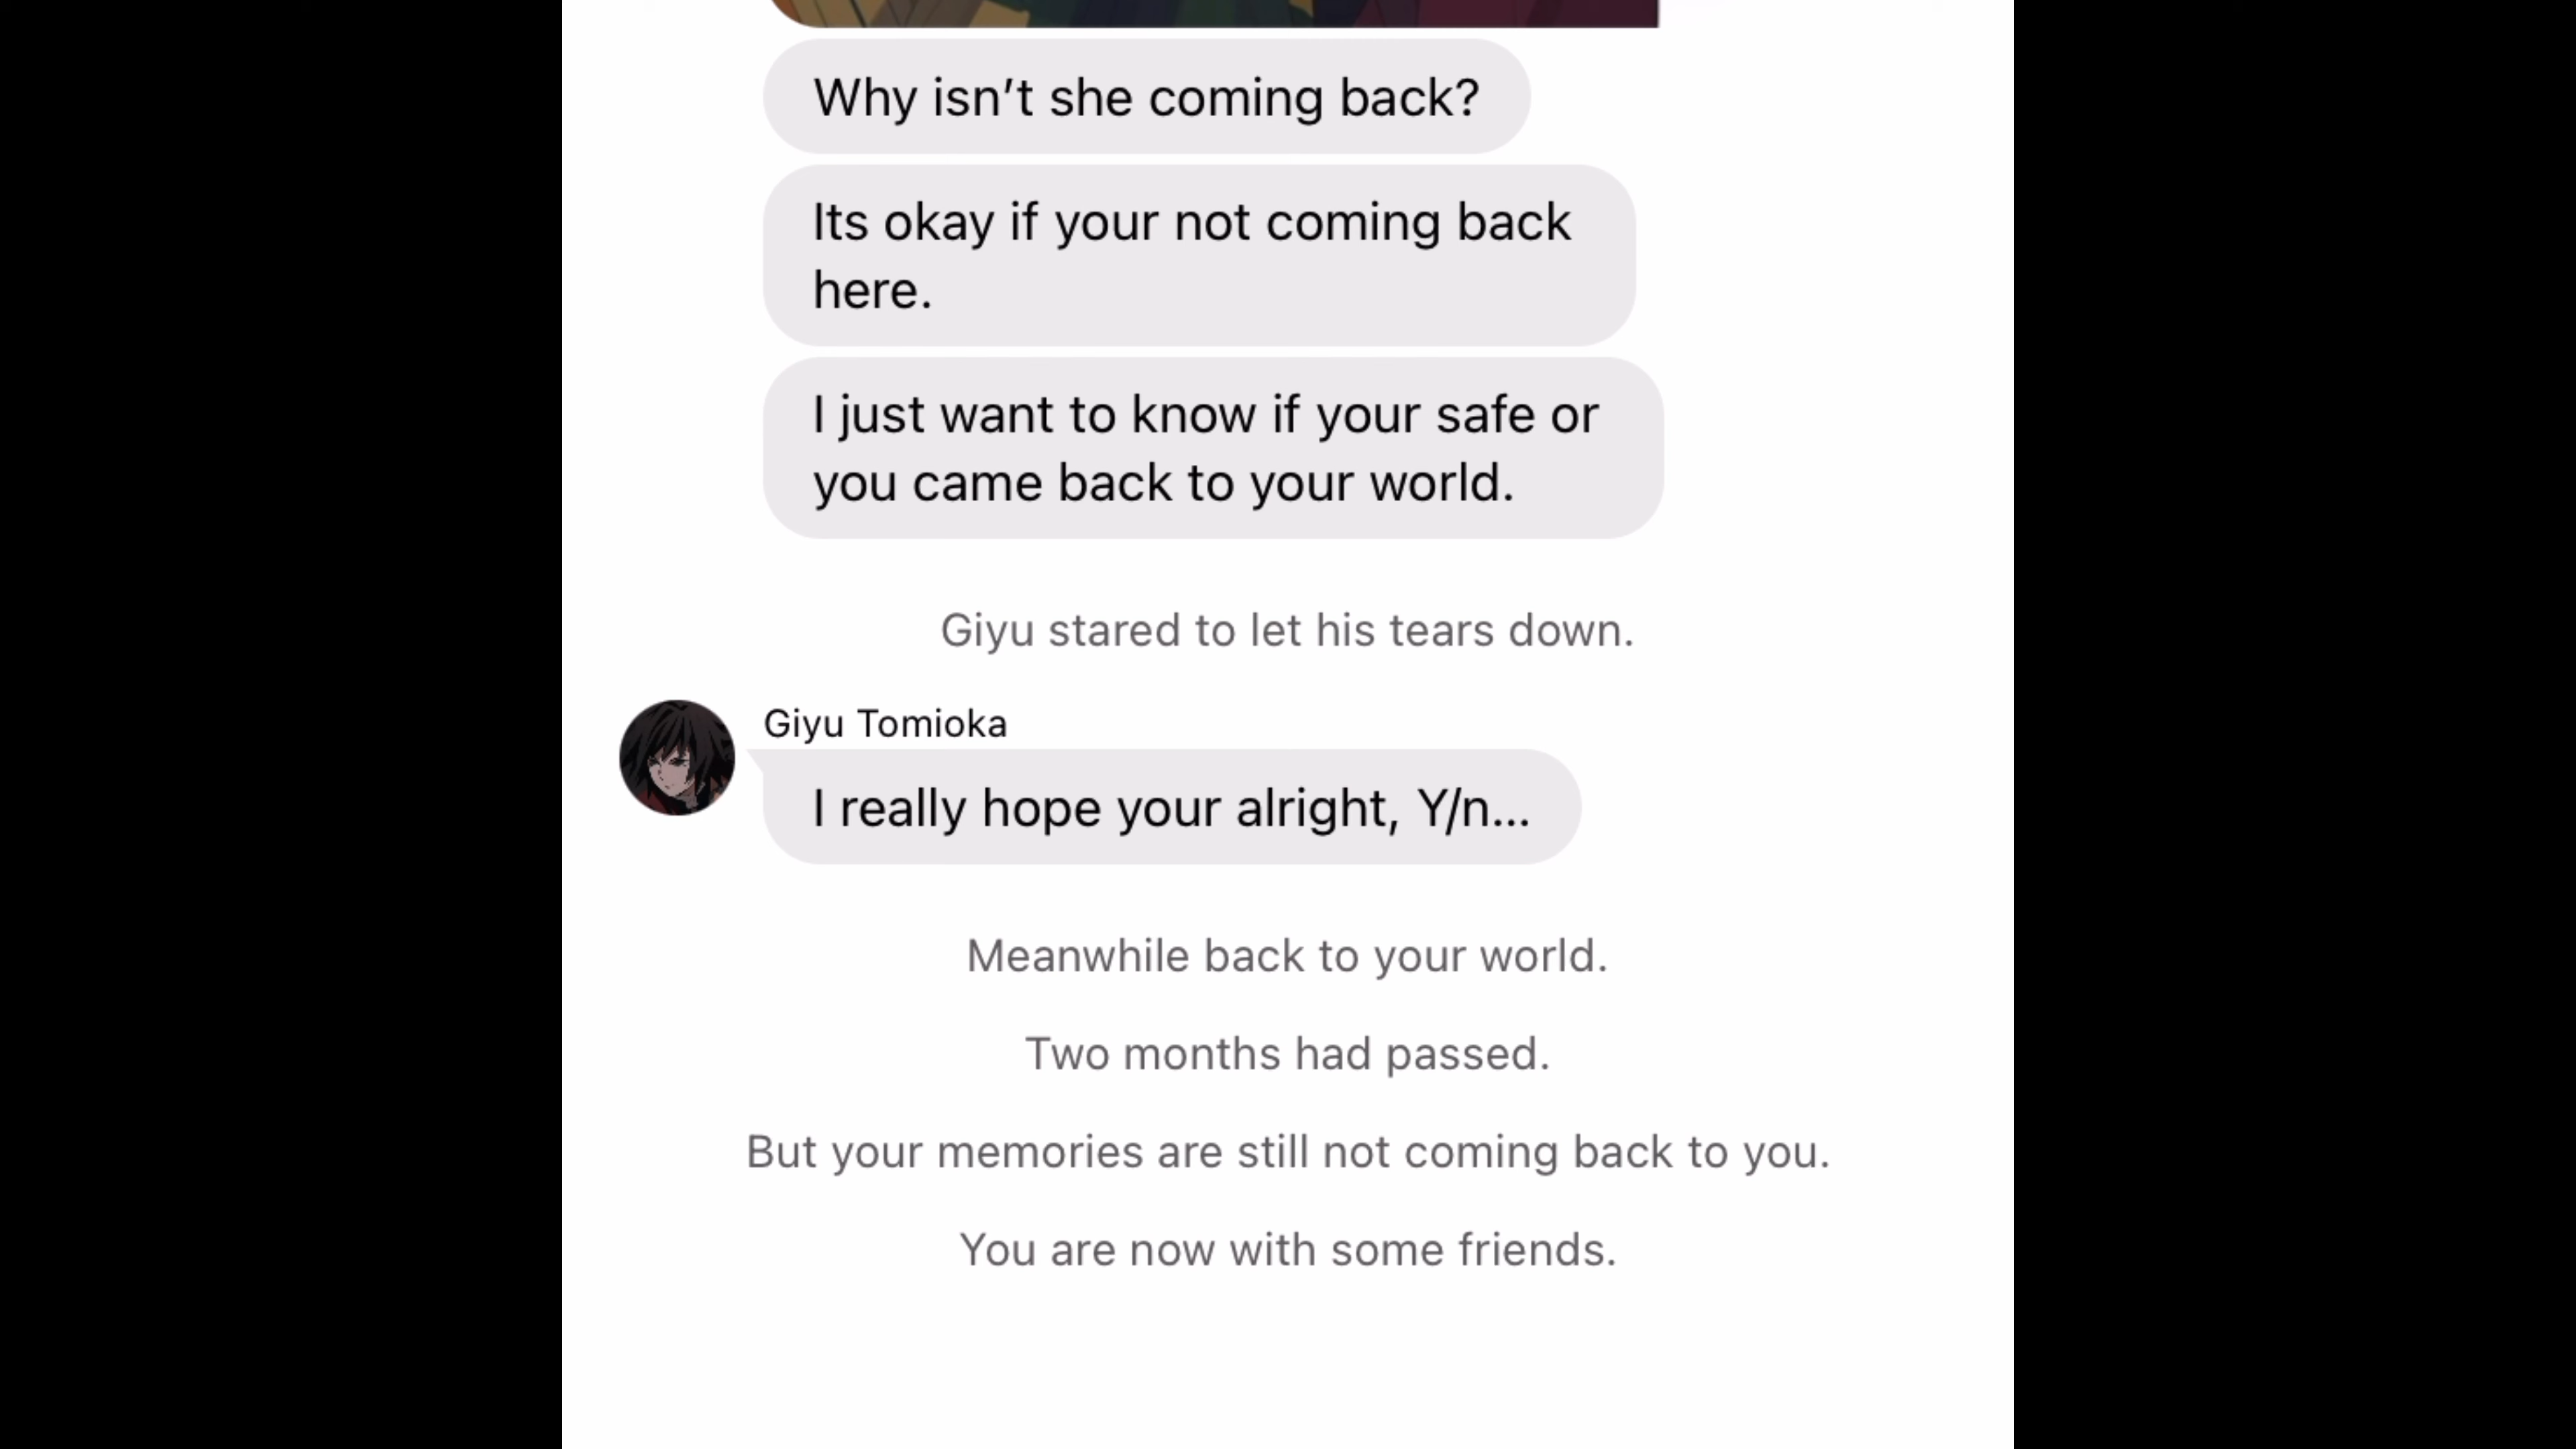 Why isn’t she coming back?
Its okay if your not coming back
here.
I just want to know if your safe or
you came back to your world.
Giyu stared to let his tears down.
Giyu Tomioka
I really hope your alright, Y/n...
Meanwhile back to your world.
Two months had passed.
But your memories are still not coming back to you.
You are now with some friends.